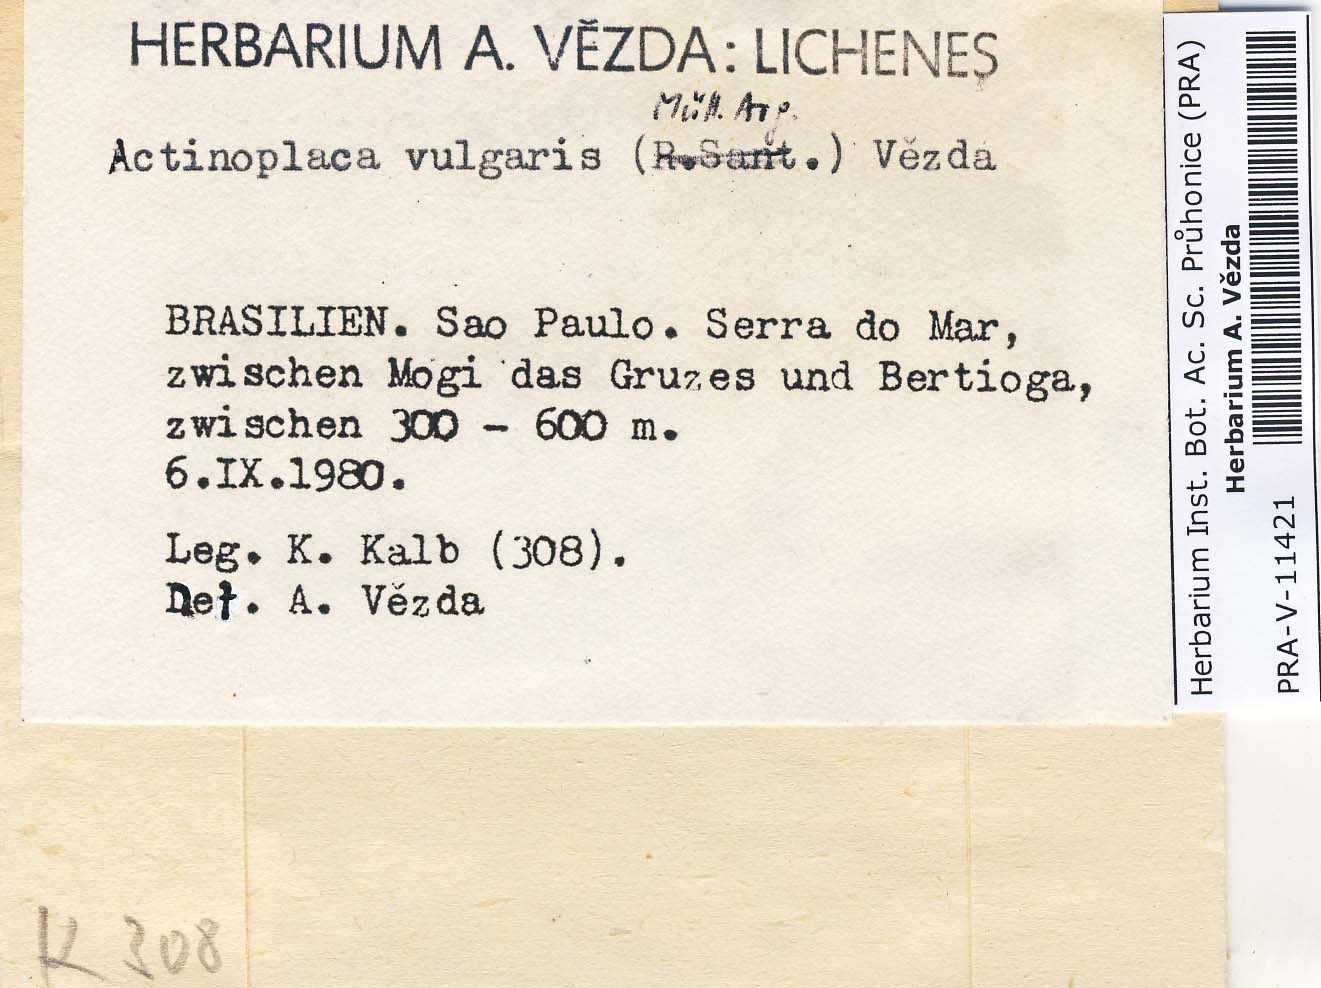 HERBARIUM A. VĚZDA: LICHENES
Müll. Arg.
Actinoplaca vulgaris (R.Sant.) Vězda
BRASILIEN. Sao Paulo. Serra do Mar,
zwischen Mogi das Gruzes und Bertioga,
zwischen 300 - 600 m.
6.IX.1980.
Leg. K. Kalb (308).
Det. A. Vězda
K 308
Herbarium Inst. Bot. Ac. Sc. Průhonice (PRA)
Herbarium A. Vězda
PRA-V-11421